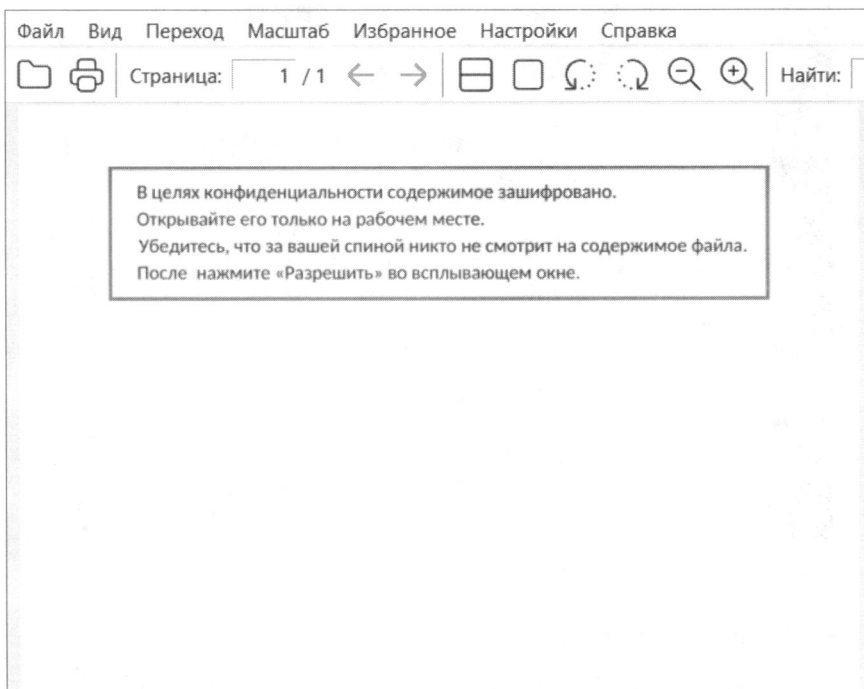 Файл Вид Переход Масштаб Избранное Настройки Справка
Страница: 1 / 1 Найти:
В целях конфиденциальности содержимое зашифровано.
Открывайте его только на рабочем месте.
Убедитесь, что за вашей спиной никто не смотрит на содержимое файла.
После нажмите «Разрешить» во всплывающем окне.